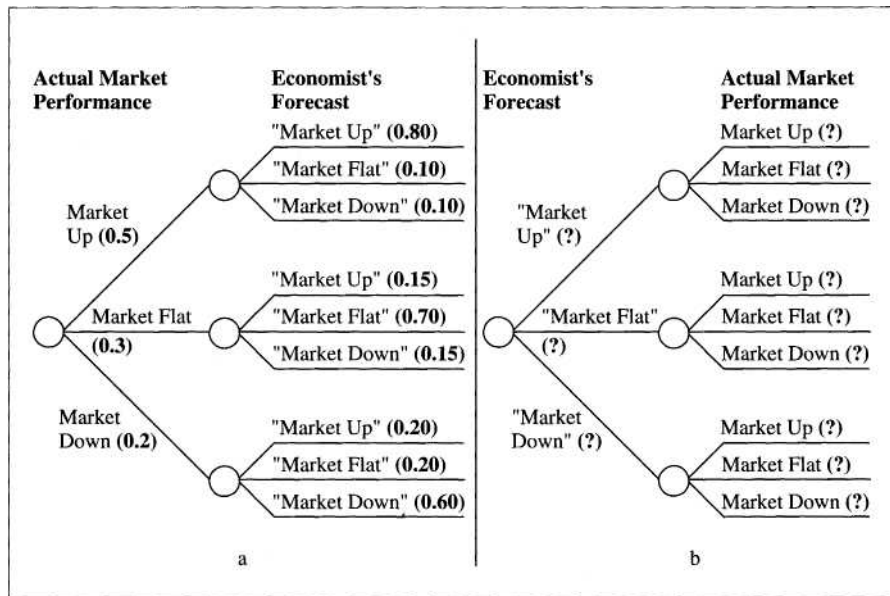 Actual Market
Performance
Economist's
Forecast
"Market Up" (0.80)
"Market Flat" (0.10)
"Market Down" (0.10)
Market
Up (0.5)
"Market Up" (0.15)
Market Flat
(0.3)
"Market Flat" (0.70)
"Market Down" (0.15)
Market
Down (0.2)
"Market Up" (0.20)
"Market Flat" (0.20)
"Market Down" (0.60)
a
Economist's
Forecast
Actual Market
Performance
Market Up (?)
Market Flat (?)
Market Down (?)
"Market
Up" (?)
Market Up (?)
"Market Flat"
(?)
Market Flat (?)
Market Down (?)
"Market
Down" (?)
Market Up (?)
Market Flat (?)
Market Down (?)
b